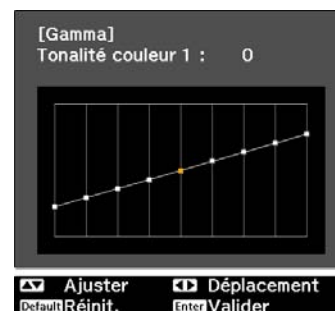 [Gamma]
Tonalité couleur 1 : 0
Ajuster Déplacement
Default Réinit. Enter Valider